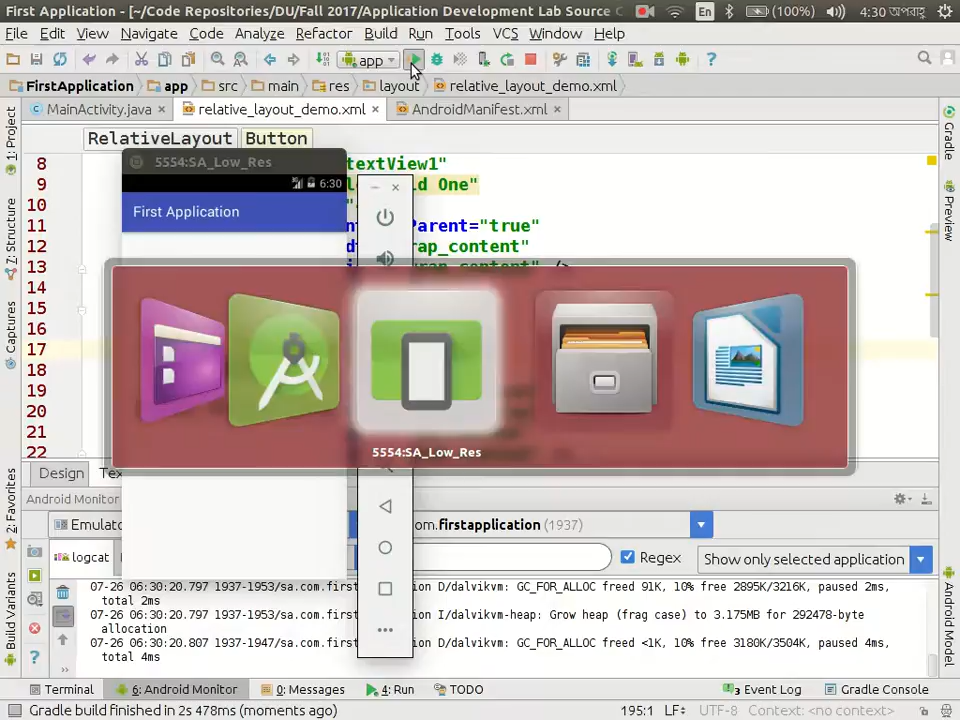 First Application - [~/Code Repositories/DU/Fall 2017/Application Development Lab Source C
En (100%) 4:30 অপরাহ্ণ
File Edit View Navigate Code Analyze Refactor Build Run Tools VCS Window Help
app
FirstApplication app src main res layout relative_layout_demo.xml
MainActivity.java relative_layout_demo.xml AndroidManifest.xml
RelativeLayout Button
1: Project
7: Structure
Captures
2: Favorites
Build Variants
Gradle
Preview
Android Model
5554:SA_Low_Res
6:30
First Application
8 textView1"
9 ld One"
10 "
11 Parent="true"
12 rap_content"
13 wrap_content" />
14
15
16
17
18
19
20
21
22
5554:SA_Low_Res
Design Tex
Android Monitor
Emulato om.firstapplication (1937)
logcat Regex Show only selected application
07-26 06:30:20.797 1937-1953/sa.com.first on D/dalvikvm: GC_FOR_ALLOC freed 91K, 10% free 2895K/3216K, paused 2ms,
total 2ms
07-26 06:30:20.797 1937-1953/sa.com.first on I/dalvikvm-heap: Grow heap (frag case) to 3.175MB for 292478-byte
allocation
07-26 06:30:20.807 1937-1947/sa.com.first on D/dalvikvm: GC_FOR_ALLOC freed <1K, 10% free 3180K/3504K, paused 4ms,
total 4ms
Terminal 6: Android Monitor 0: Messages 4: Run TODO 3 Event Log Gradle Console
Gradle build finished in 2s 478ms (moments ago) 195:1 LF÷ UTF-8 Context: <no context>